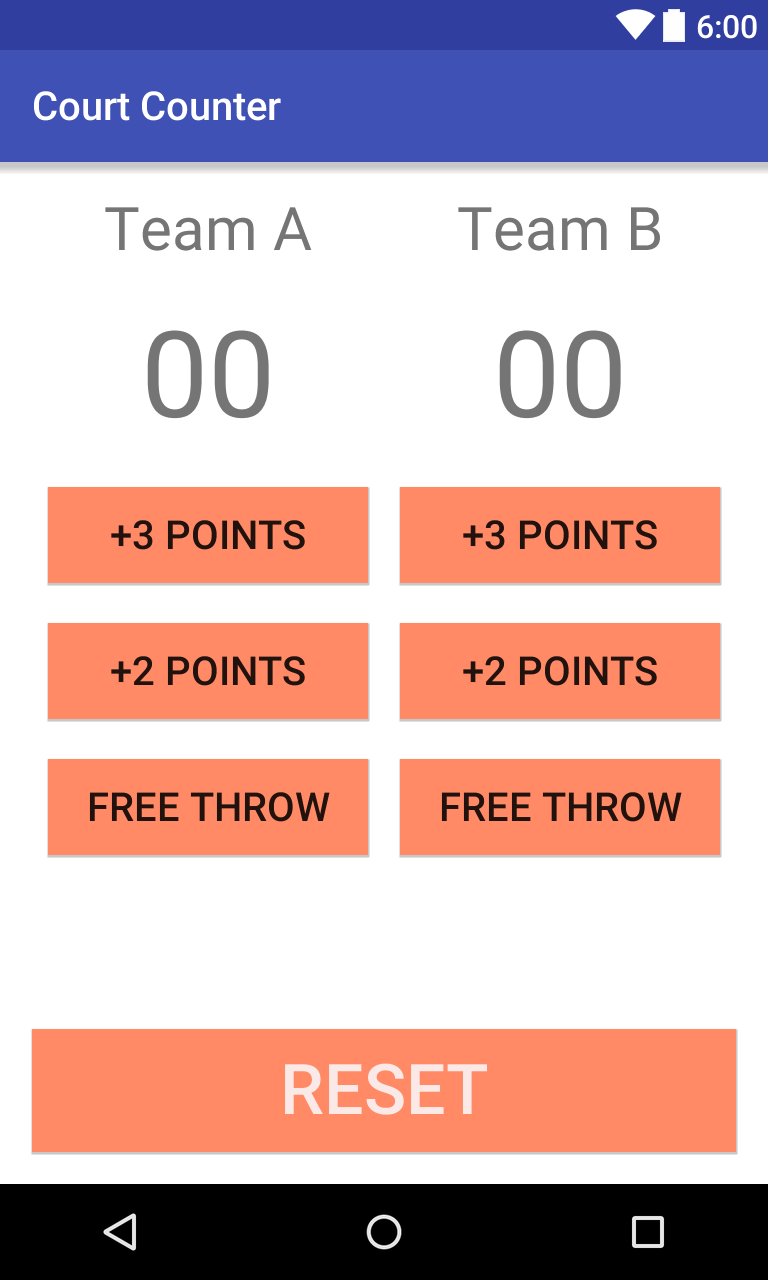 6:00
Court Counter
Team A Team B
00 00
+3 POINTS +3 POINTS
+2 POINTS +2 POINTS
FREE THROW FREE THROW
RESET